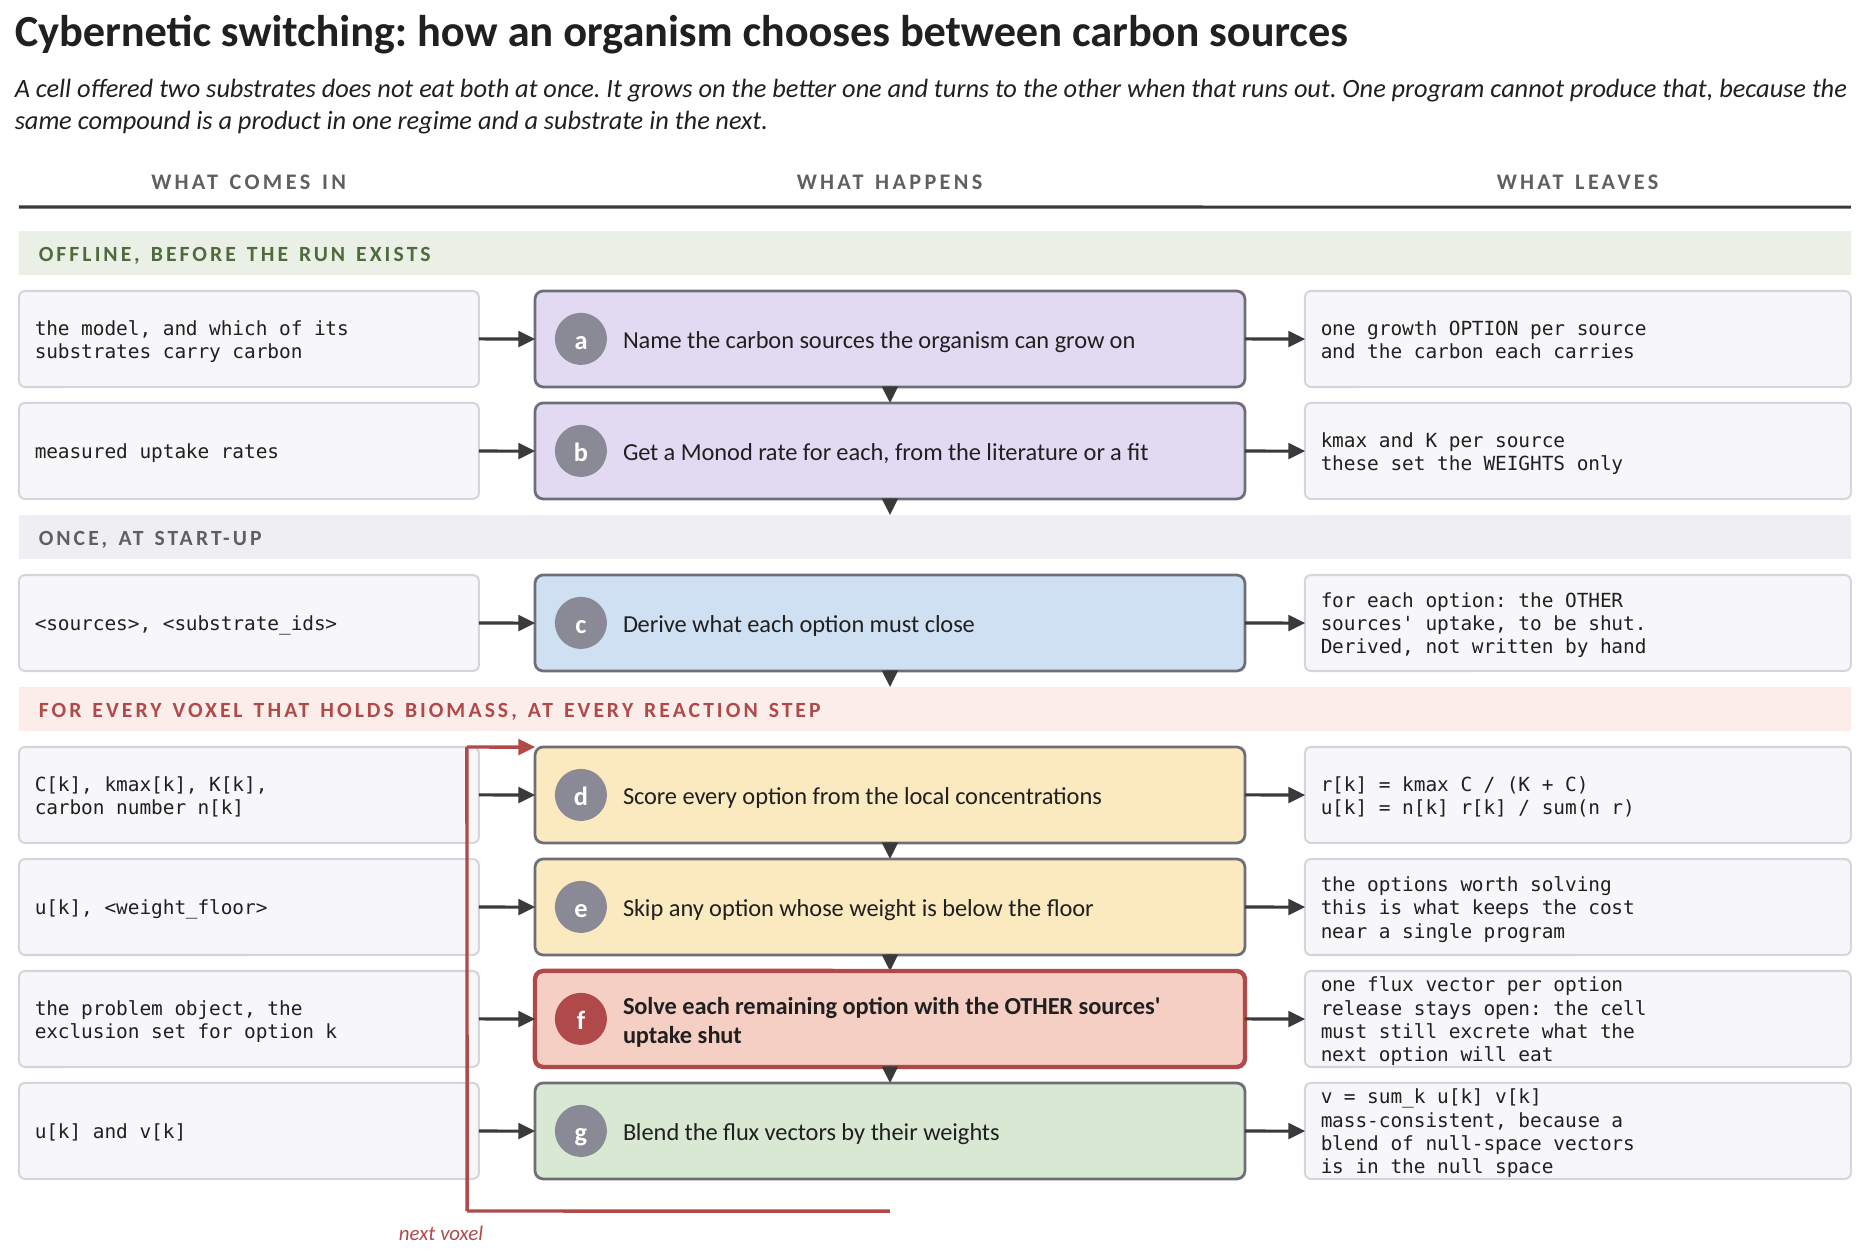 Cybernetic switching: how an organism chooses between carbon sources
A cell offered two substrates does not eat both at once. It grows on the better one and turns to the other when that runs out. One program cannot produce that, because the
same compound is a product in one regime and a substrate in the next.
WHAT COMES IN
WHAT HAPPENS
WHAT LEAVES
OFFLINE, BEFORE THE RUN EXISTS
the model, and which of its
substrates carry carbon
a
Name the carbon sources the organism can grow on
one growth OPTION per source
and the carbon each carries
measured uptake rates
b
Get a Monod rate for each, from the literature or a fit
kmax and K per source
these set the WEIGHTS only
ONCE, AT START-UP
<sources>, <substrate_ids>
c
Derive what each option must close
for each option: the OTHER
sources' uptake, to be shut.
Derived, not written by hand
FOR EVERY VOXEL THAT HOLDS BIOMASS, AT EVERY REACTION STEP
C[k], kmax[k], K[k],
carbon number n[k]
d
Score every option from the local concentrations
r[k] = kmax C / (K + C)
u[k] = n[k] r[k] / sum(n r)
u[k], <weight_floor>
e
Skip any option whose weight is below the floor
the options worth solving
this is what keeps the cost
near a single program
the problem object, the
exclusion set for option k
f
Solve each remaining option with the OTHER sources'
uptake shut
one flux vector per option
release stays open: the cell
must still excrete what the
next option will eat
u[k] and v[k]
g
Blend the flux vectors by their weights
v = sum_k u[k] v[k]
mass-consistent, because a
blend of null-space vectors
is in the null space
next voxel